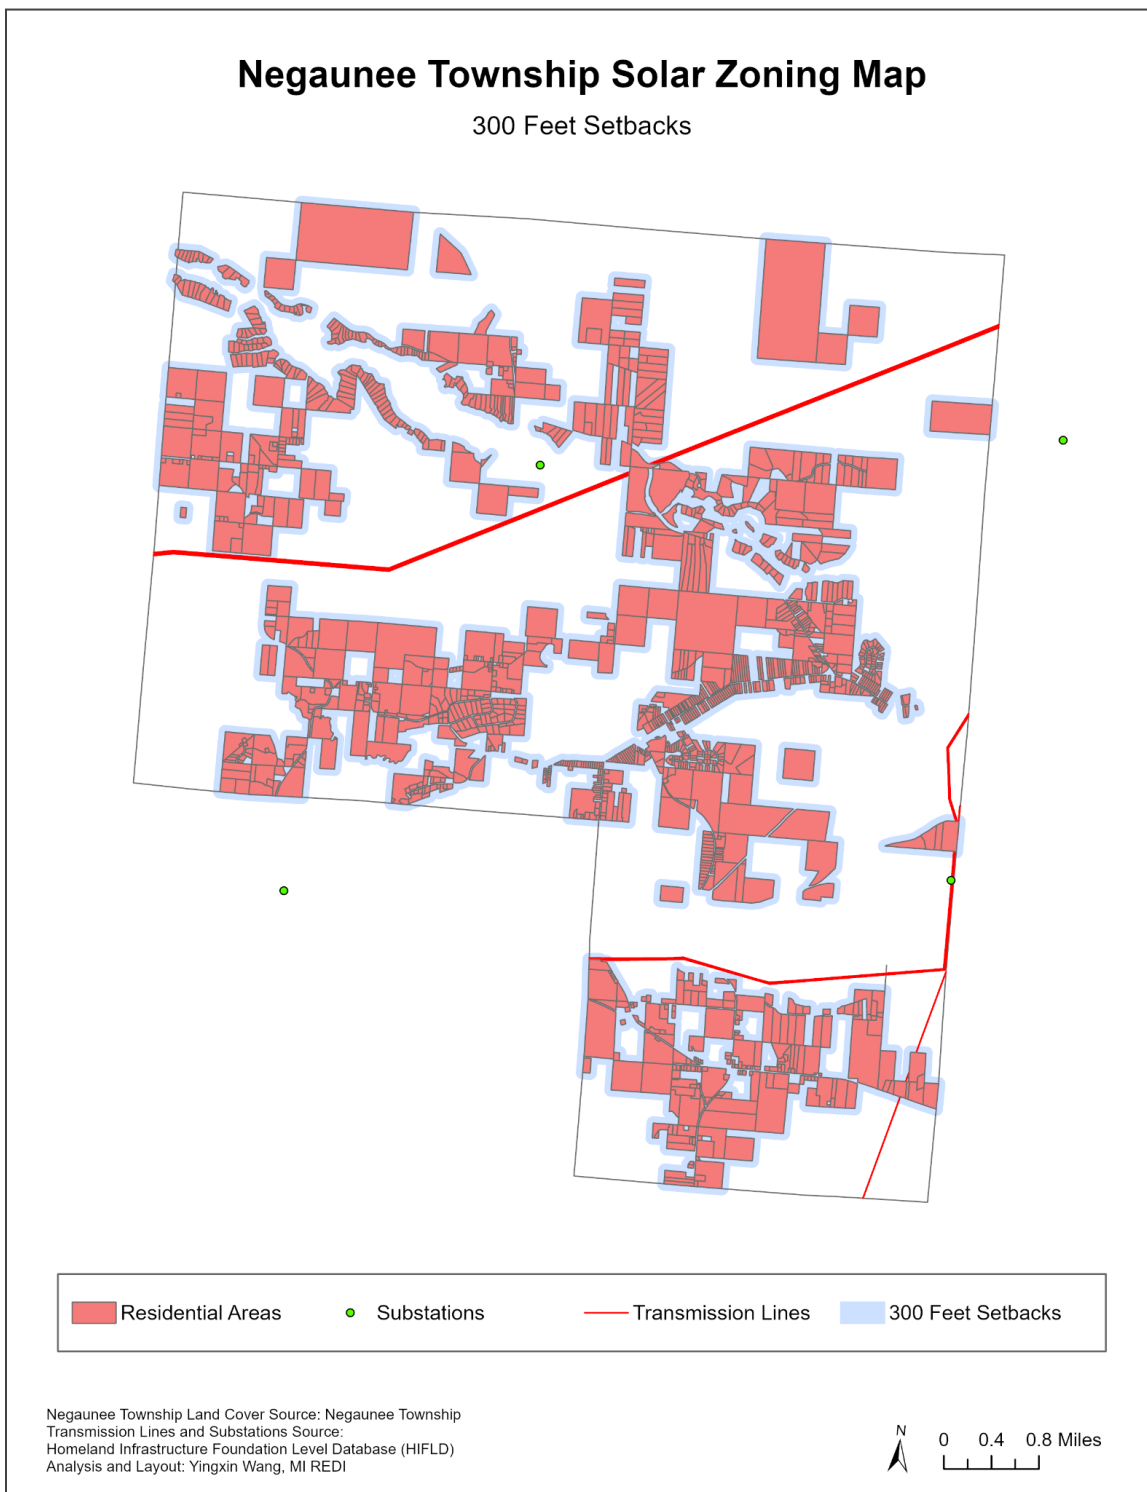 Negaunee Township Solar Zoning Map
300 Feet Setbacks
Residential Areas
Substations
Transmission Lines
300 Feet Setbacks
Negaunee Township Land Cover Source: Negaunee Township
Transmission Lines and Substations Source:
Homeland Infrastructure Foundation Level Database (HIFLD)
Analysis and Layout: Yingxin Wang, MI REDI
N
0 0.4 0.8 Miles